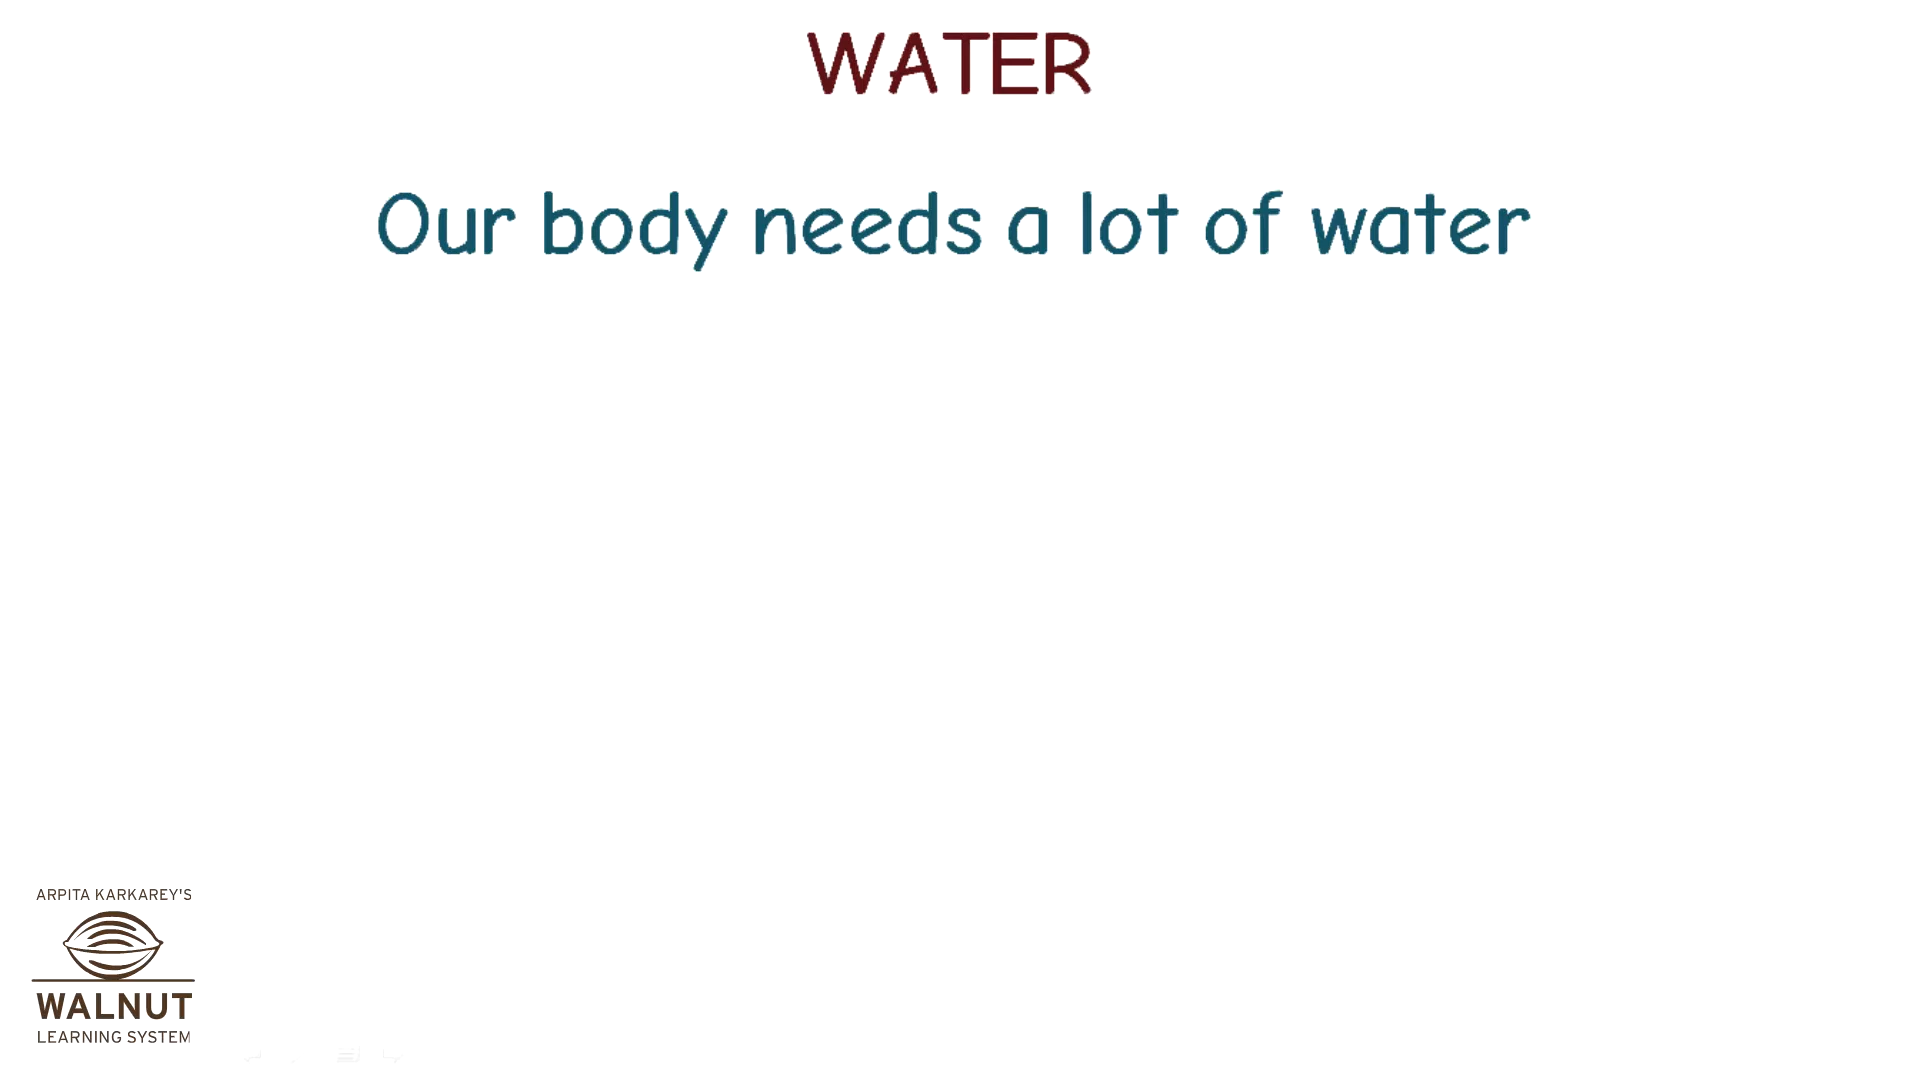 WATER
Our body needs a lot of water
ARPITA KARKAREY'S
WALNUT
LEARNING SYSTEM